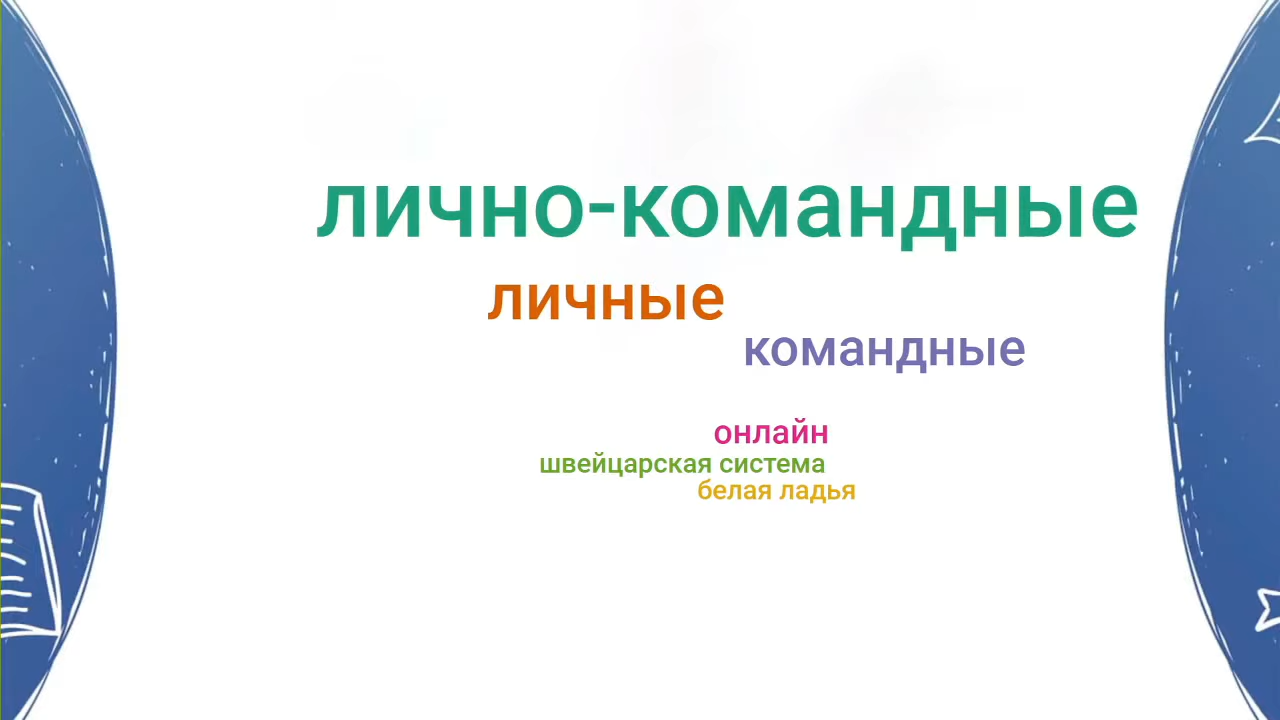 лично-командные
личные
командные
онлайн
швейцарская система
белая ладья